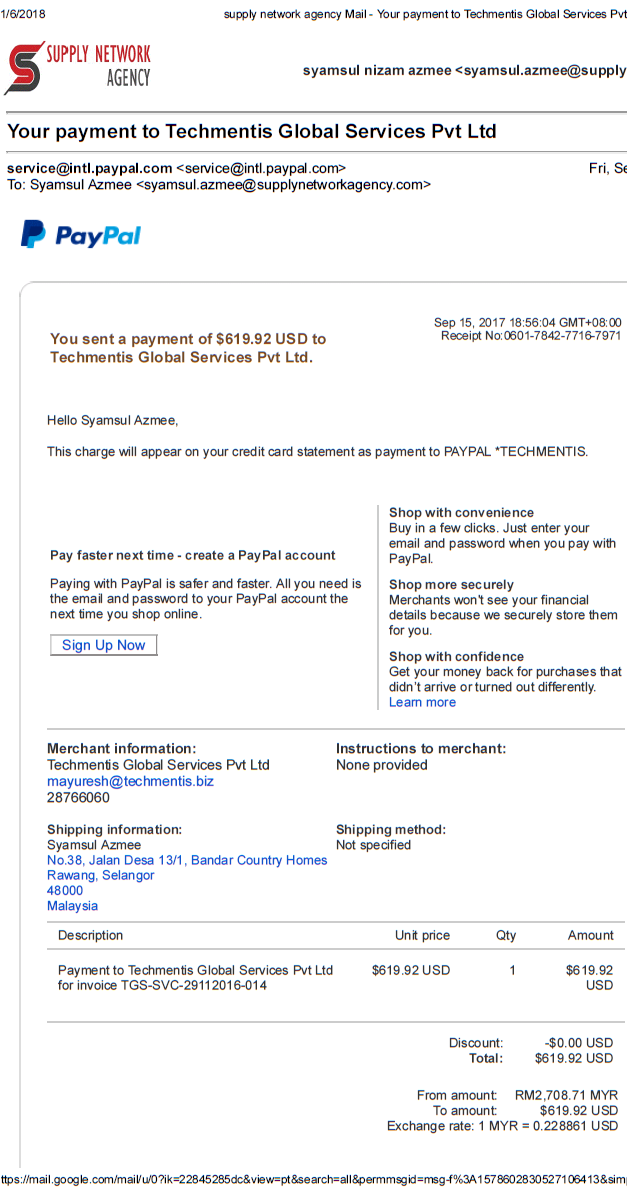 1/6/2018 supply network agency Mail - Your payment to Techmentis Global Services Pvt
SUPPLY NETWORK
AGENCY
syamsul nizam azmee <syamsul.azmee@supply
Your payment to Techmentis Global Services Pvt Ltd
service@intl.paypal.com <service@intl.paypal.com> Fri, Se
To: Syamsul Azmee <syamsul.azmee@supplynetworkagency.com>
PayPal
Sep 15, 2017 18:56:04 GMT+08:00
Receipt No:0601-7842-7716-7971
You sent a payment of $619.92 USD to
Techmentis Global Services Pvt Ltd.
Hello Syamsul Azmee,
This charge will appear on your credit card statement as payment to PAYPAL *TECHMENTIS.
Pay faster next time - create a PayPal account
Paying with PayPal is safer and faster. All you need is
the email and password to your PayPal account the
next time you shop online.
Sign Up Now
Shop with convenience
Buy in a few clicks. Just enter your
email and password when you pay with
PayPal.
Shop more securely
Merchants won't see your financial
details because we securely store them
for you.
Shop with confidence
Get your money back for purchases that
didn't arrive or turned out differently.
Learn more
Merchant information:
Techmentis Global Services Pvt Ltd
mayuresh@techmentis.biz
28766060
Instructions to merchant:
None provided
Shipping information:
Syamsul Azmee
No.38, Jalan Desa 13/1, Bandar Country Homes
Rawang, Selangor
48000
Malaysia
Shipping method:
Not specified
Description Unit price Qty Amount
Payment to Techmentis Global Services Pvt Ltd $619.92 USD 1 $619.92
for invoice TGS-SVC-29112016-014 USD
Discount: -$0.00 USD
Total: $619.92 USD
From amount: RM2,708.71 MYR
To amount: $619.92 USD
Exchange rate: 1 MYR = 0.228861 USD
ttps://mail.google.com/mail/u/0?ik=22845285dc&view=pt&search=all&permmsgid=msg-f%3A1578602830527106413&simp